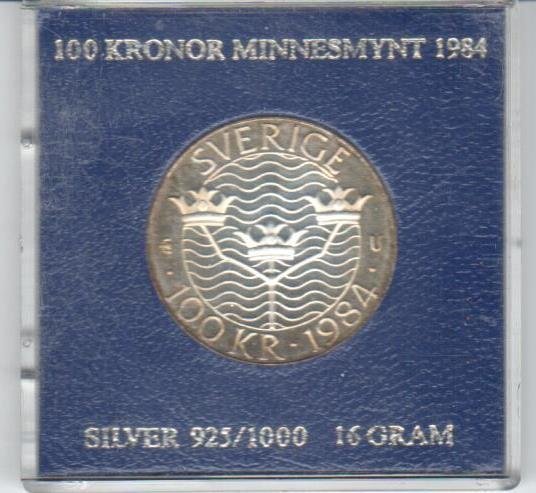 100 KRONOR MINNESMYNT 1984
SVERIGE
U
· 100 KR · 1984 ·
SILVER 925/1000 16 GRAM